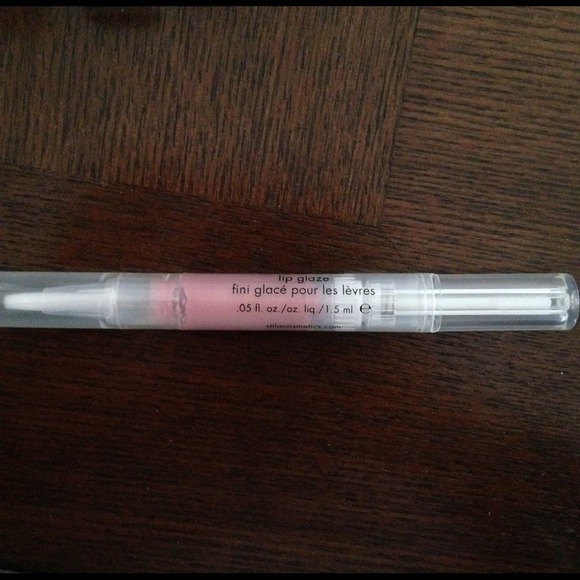 lip glaze
fini glacé pour les lèvres
.05 fl. oz./oz. liq./1.5 ml ℮
stilacosmetics.com